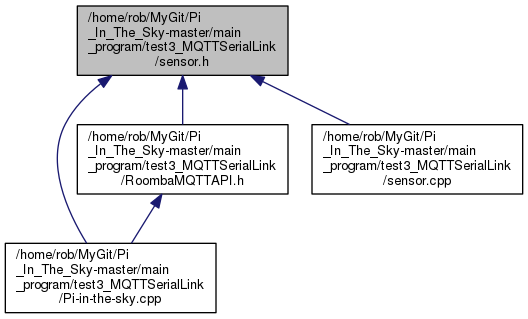 /home/rob/MyGit/Pi
_In_The_Sky-master/main
_program/test3_MQTTSerialLink
/sensor.h
/home/rob/MyGit/Pi
_In_The_Sky-master/main
_program/test3_MQTTSerialLink
/RoombaMQTTAPI.h
/home/rob/MyGit/Pi
_In_The_Sky-master/main
_program/test3_MQTTSerialLink
/sensor.cpp
/home/rob/MyGit/Pi
_In_The_Sky-master/main
_program/test3_MQTTSerialLink
/Pi-in-the-sky.cpp